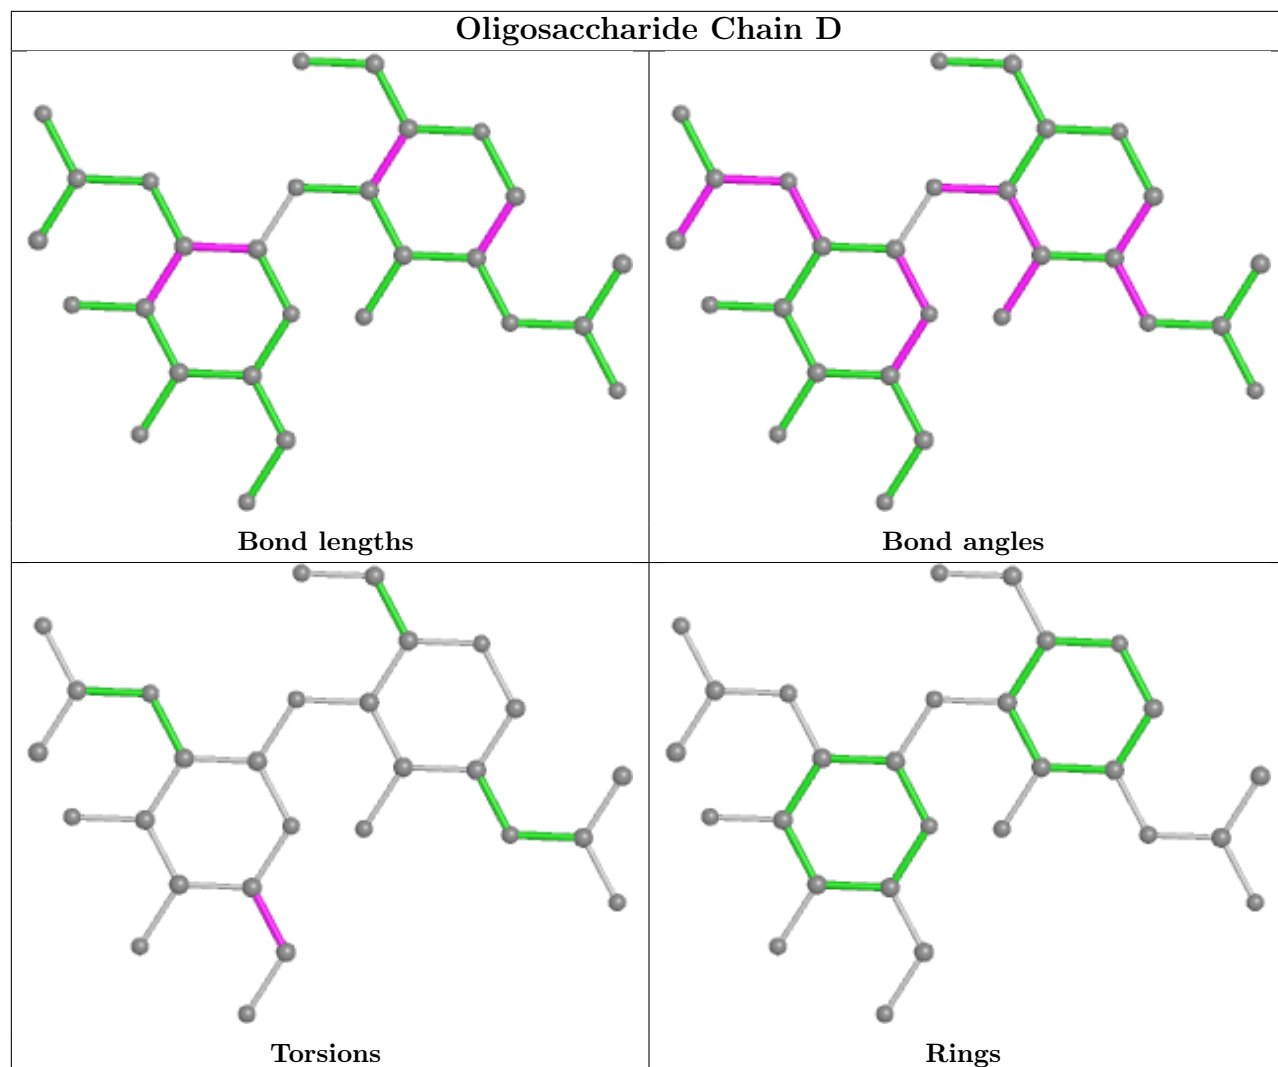 Oligosaccharide Chain D
Bond lengths
Bond angles
Torsions
Rings